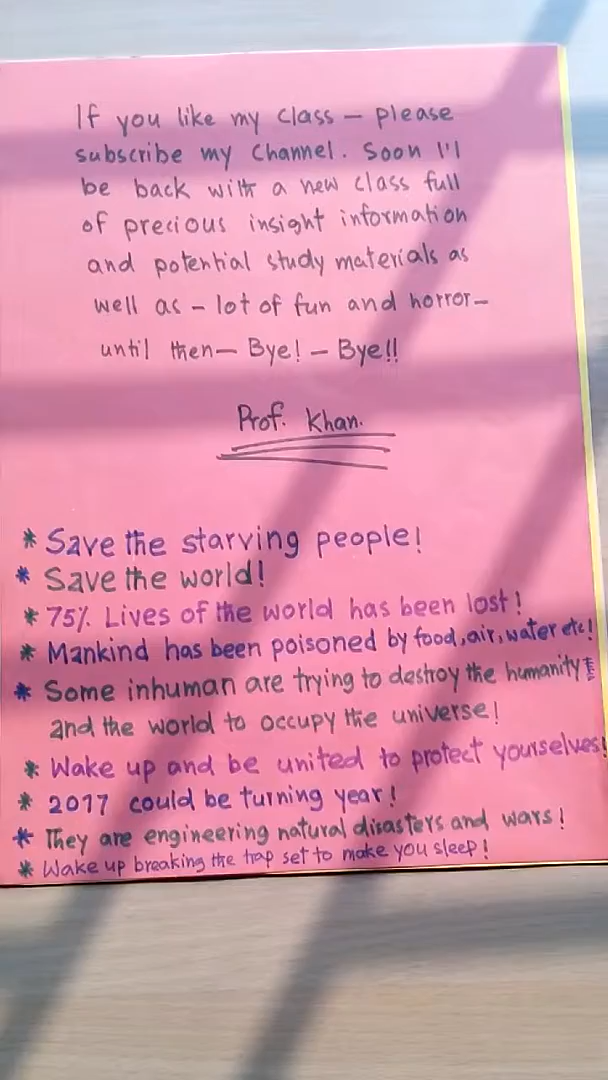 If you like my class – please
subscribe my Channel. Soon I'll
be back with a new class full
of precious insight information
and potential study materials as
well as – lot of fun and horror –
until then – Bye! – Bye!!
Prof. Khan.
* Save the starving people!
* Save the world!
* 75% Lives of the world has been lost!
* Mankind has been poisoned by food, air, water etc!
* Some inhuman are trying to destroy the humanity
and the world to occupy the universe!
* Wake up and be united to protect yourselves!
* 2017 could be turning year!
* They are engineering natural disasters and wars!
* Wake up breaking the trap set to make you sleep!